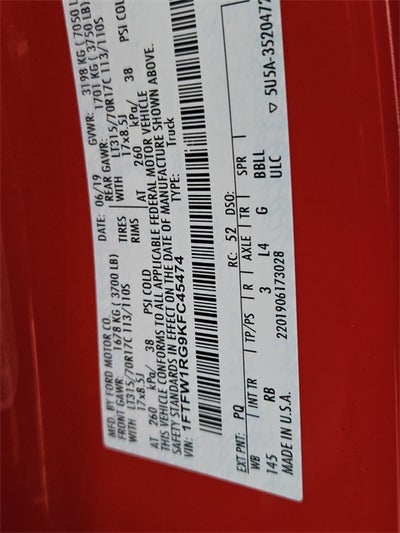 MFD. BY FORD MOTOR CO.
DATE: 06/19 GVWR: 3198 KG ( 7050 L
FRONT GAWR: 1678 KG ( 3700 LB) REAR GAWR: 1701 KG ( 3750 LB)
WITH LT315/70R17C 113/110S TIRES WITH LT315/70R17C 113/110S
17x8.5J RIMS 17x8.5J
AT 260 kPa/ 38 PSI COLD AT 260 kPa/ 38 PSI COLD
THIS VEHICLE CONFORMS TO ALL APPLICABLE FEDERAL MOTOR VEHICLE
SAFETY STANDARDS IN EFFECT ON THE DATE OF MANUFACTURE SHOWN ABOVE.
VIN: 1FTFW1RG9KFC45474 TYPE: Truck
EXT PNT: PQ RC: 52 DSO:
WB INT TR TP/PS R AXLE TR SPR
145 RB 3 L4 G BBLL
MADE IN U.S.A. 2201906173028 ULC
5U5A-3520472